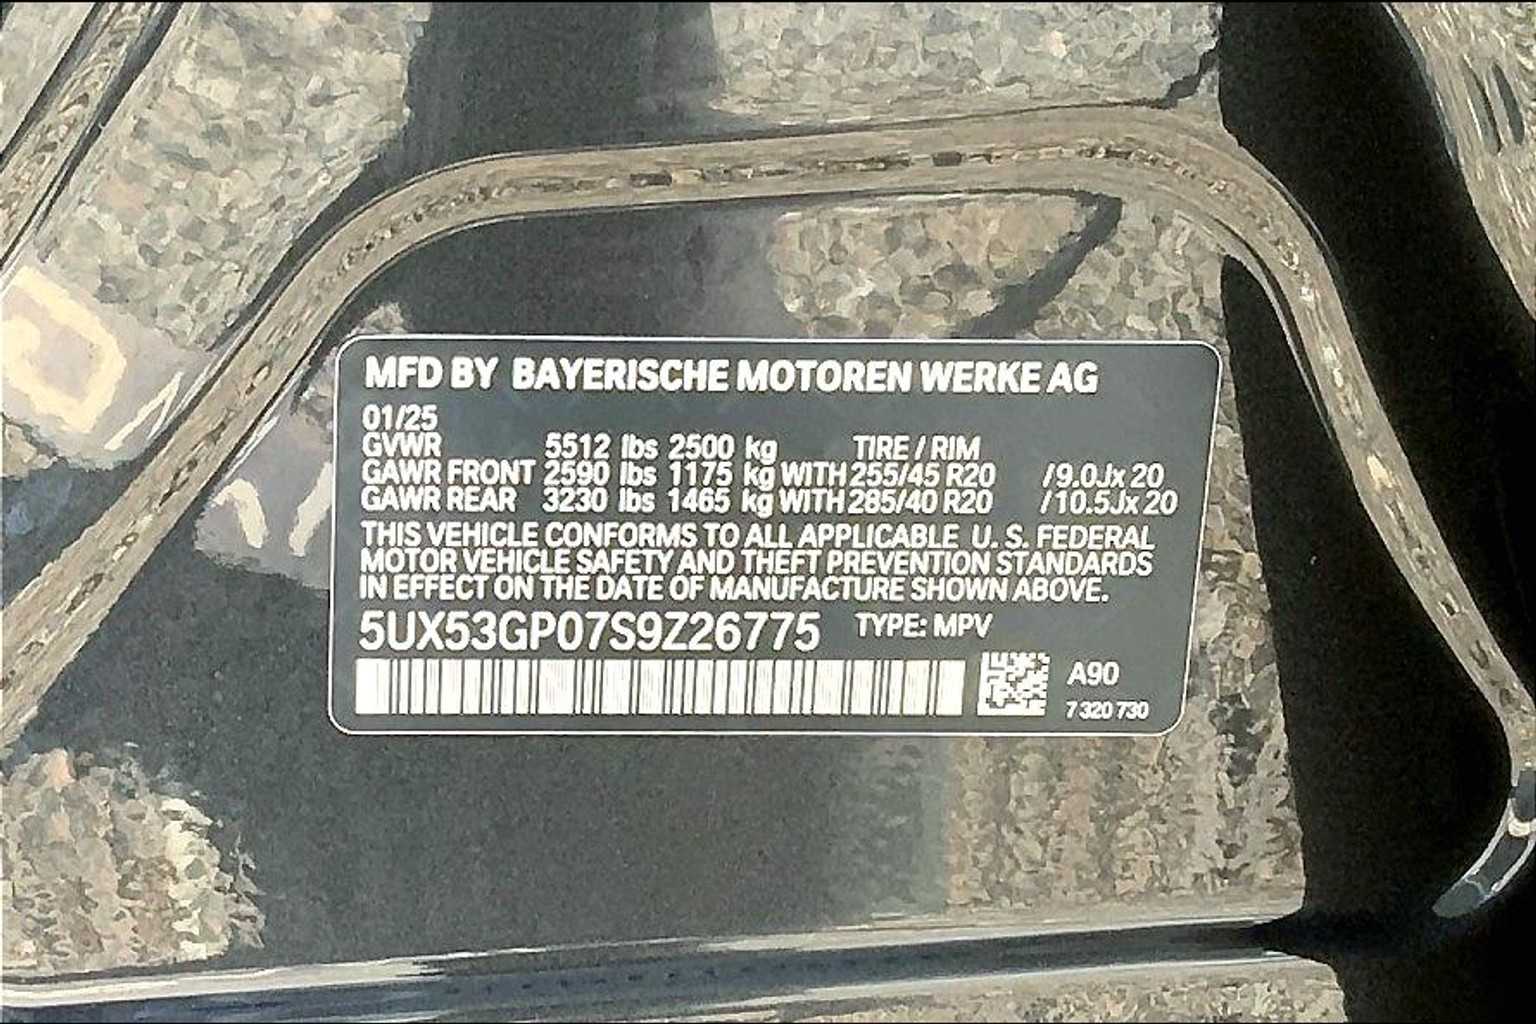 MFD BY BAYERISCHE MOTOREN WERKE AG
01/25
GVWR 5512 lbs 2500 kg TIRE / RIM
GAWR FRONT 2590 lbs 1175 kg WITH 255/45 R20 /9.0Jx 20
GAWR REAR 3230 lbs 1465 kg WITH 285/40 R20 /10.5Jx 20
THIS VEHICLE CONFORMS TO ALL APPLICABLE U. S. FEDERAL
MOTOR VEHICLE SAFETY AND THEFT PREVENTION STANDARDS
IN EFFECT ON THE DATE OF MANUFACTURE SHOWN ABOVE.
5UX53GP07S9Z26775 TYPE: MPV
A90
7 320 730